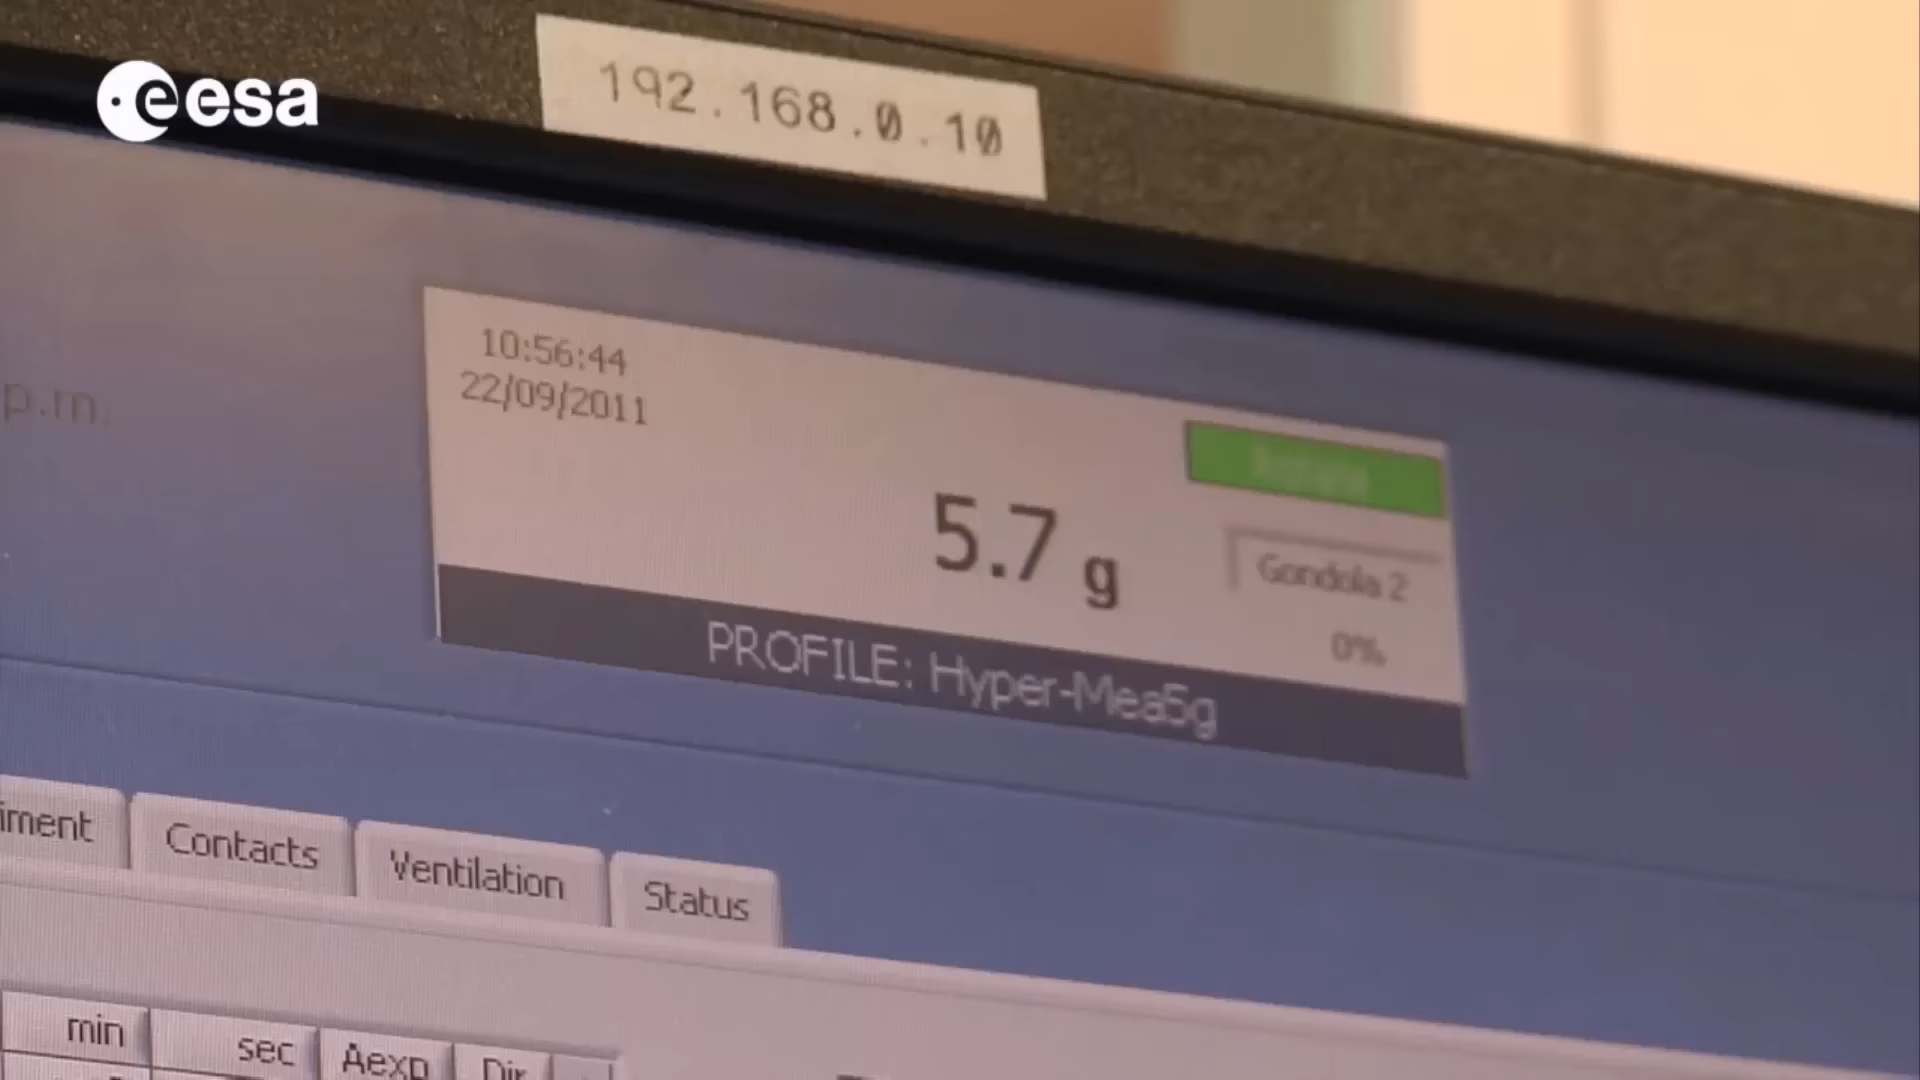 esa
192.168.0.10
p.m.
10:56:44
22/09/2011
5.7 g
Gondola 2
0%
PROFILE: Hyper-Mea5g
iment
Contacts
Ventilation
Status
min
sec
Aexp
Dir